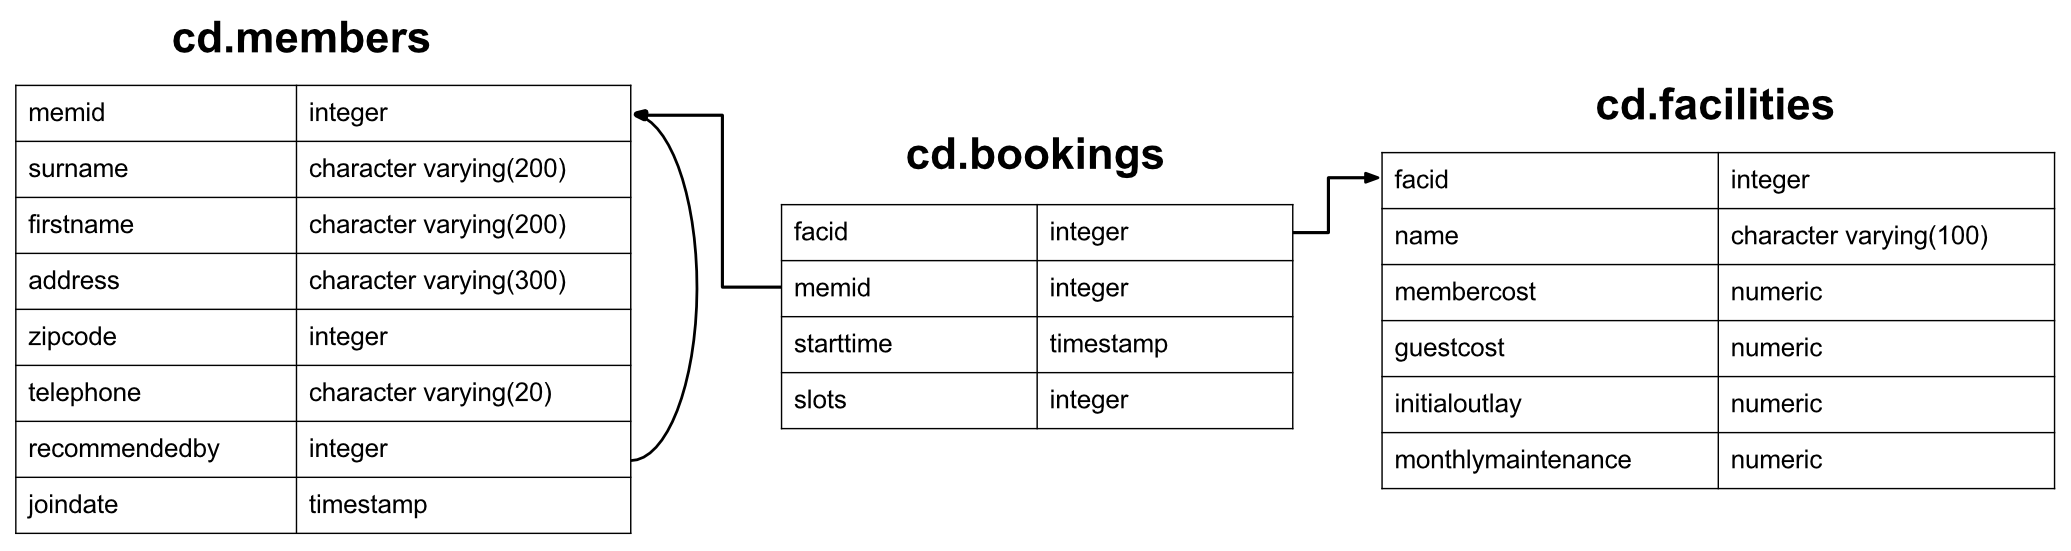 cd.members
memid integer
surname character varying(200)
firstname character varying(200)
address character varying(300)
zipcode integer
telephone character varying(20)
recommendedby integer
joindate timestamp
cd.bookings
facid integer
memid integer
starttime timestamp
slots integer
cd.facilities
facid integer
name character varying(100)
membercost numeric
guestcost numeric
initialoutlay numeric
monthlymaintenance numeric